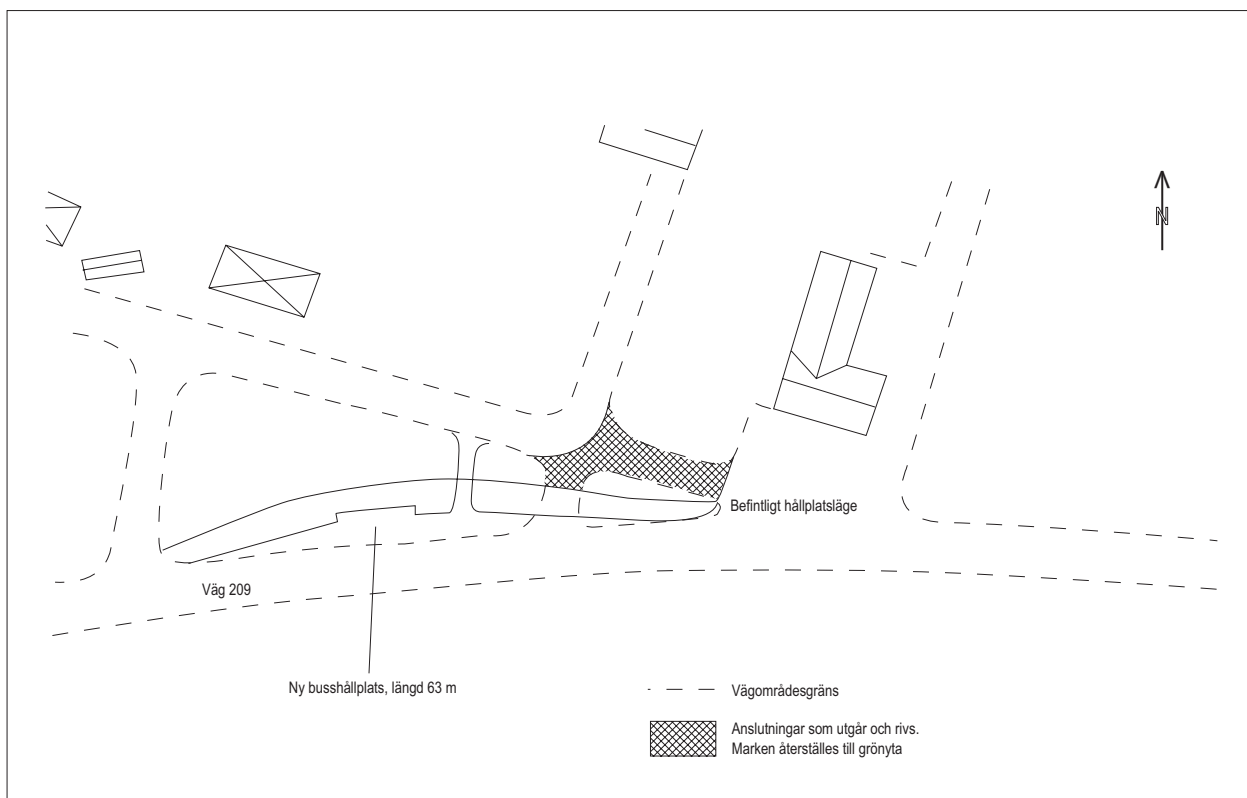 N
Befintligt hållplatsläge
Väg 209
Ny busshållplats, längd 63 m
Vägområdesgräns
Anslutningar som utgår och rivs.
Marken återställes till grönyta